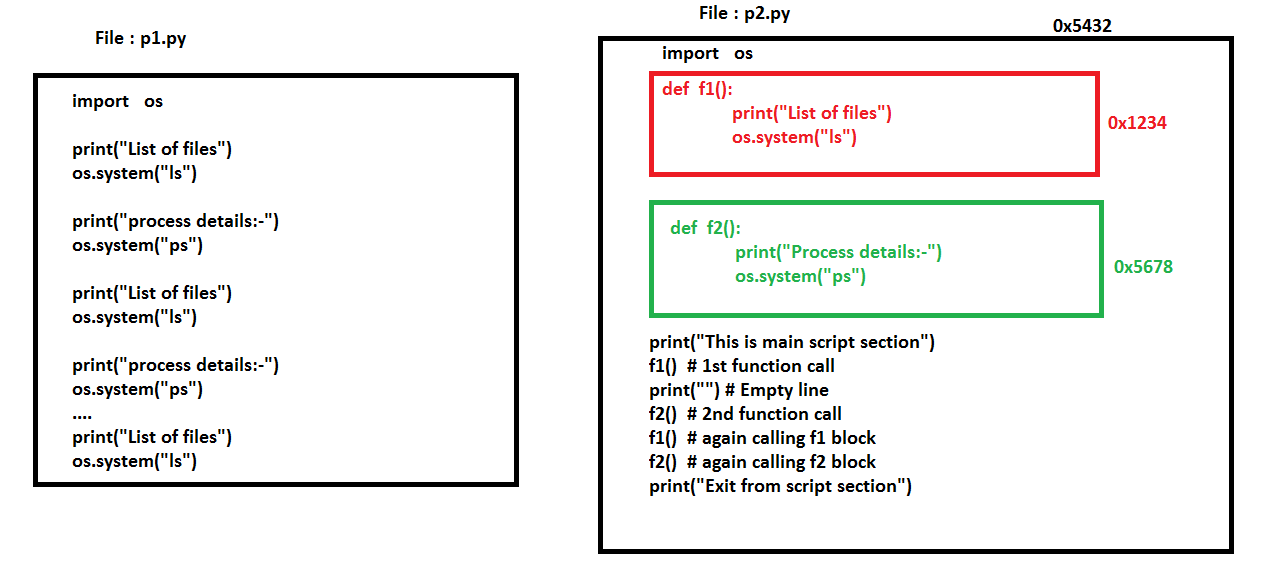 File : p1.py
import os
print("List of files")
os.system("ls")
print("process details:-")
os.system("ps")
print("List of files")
os.system("ls")
print("process details:-")
os.system("ps")
....
print("List of files")
os.system("ls")
File : p2.py
0x5432
import os
def f1():
print("List of files")
os.system("ls")
0x1234
def f2():
print("Process details:-")
os.system("ps")
0x5678
print("This is main script section")
f1() # 1st function call
print("") # Empty line
f2() # 2nd function call
f1() # again calling f1 block
f2() # again calling f2 block
print("Exit from script section")